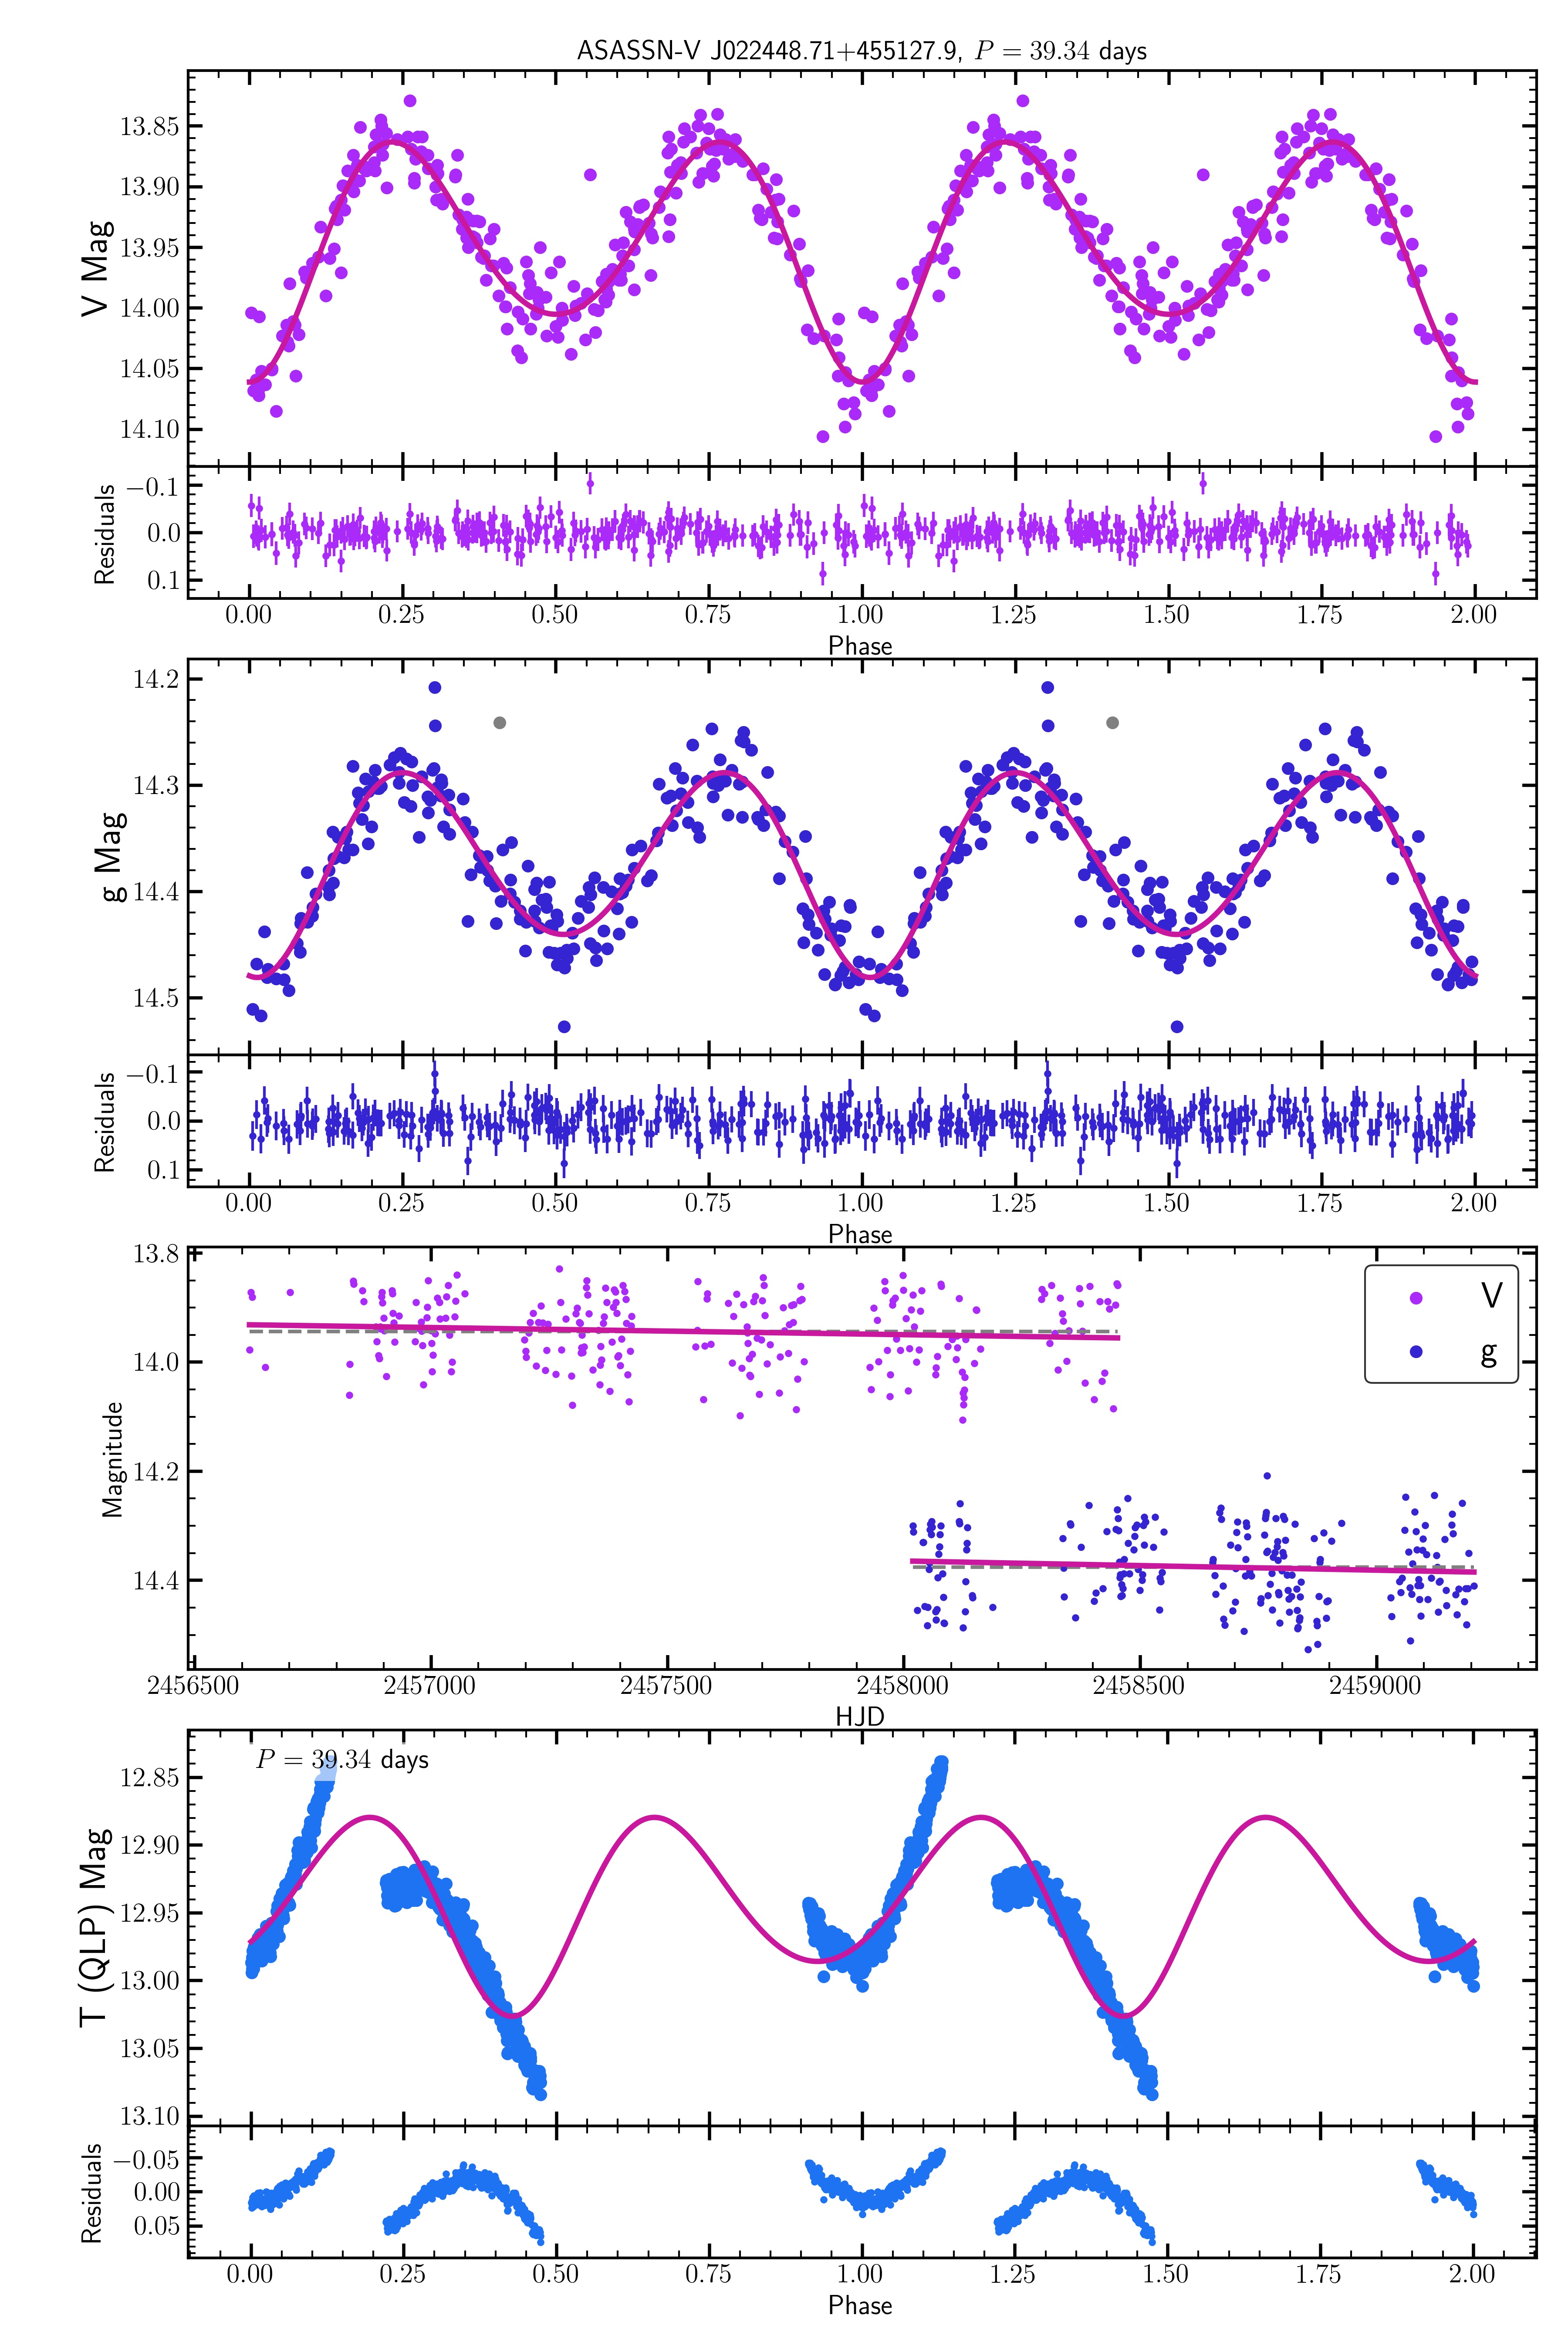 ASASSN-V J022448.71+455127.9, P = 39.34 days
V Mag
13.85
13.90
13.95
14.00
14.05
14.10
Residuals
−0.1
0.0
0.1
0.00 0.25 0.50 0.75 1.00 1.25 1.50 1.75 2.00
Phase
g Mag
14.2
14.3
14.4
14.5
Residuals
−0.1
0.0
0.1
0.00 0.25 0.50 0.75 1.00 1.25 1.50 1.75 2.00
Phase
Magnitude
13.8
14.0
14.2
14.4
V
g
2456500 2457000 2457500 2458000 2458500 2459000
HJD
P = 39.34 days
T (QLP) Mag
12.85
12.90
12.95
13.00
13.05
13.10
Residuals
−0.05
0.00
0.05
0.00 0.25 0.50 0.75 1.00 1.25 1.50 1.75 2.00
Phase